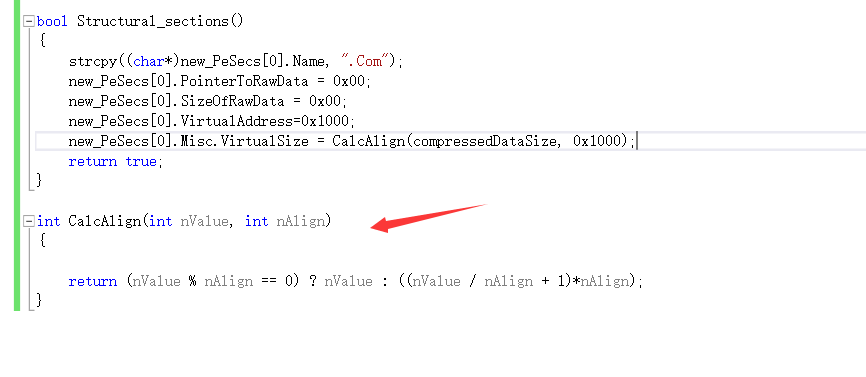 bool Structural_sections()
{
strcpy((char*)new_PeSecs[0].Name, ".Com");
new_PeSecs[0].PointerToRawData = 0x00;
new_PeSecs[0].SizeOfRawData = 0x00;
new_PeSecs[0].VirtualAddress=0x1000;
new_PeSecs[0].Misc.VirtualSize = CalcAlign(compressedDataSize, 0x1000);
return true;
}
int CalcAlign(int nValue, int nAlign)
{
return (nValue % nAlign == 0) ? nValue : ((nValue / nAlign + 1)*nAlign);
}